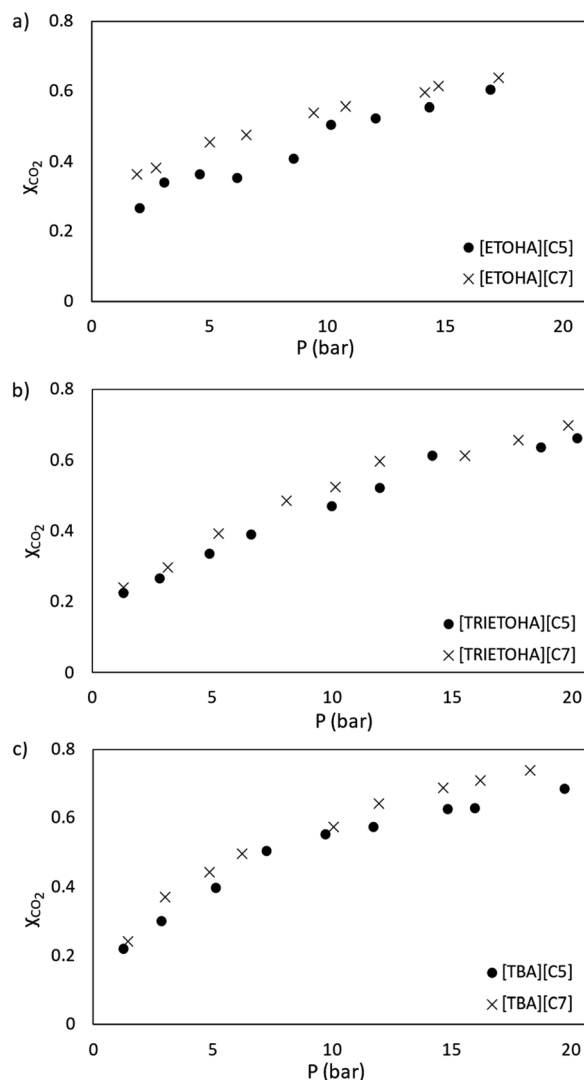 a)
0.8
0.6
0.4
0.2
0
χCO₂
[ETOHA][C5]
[ETOHA][C7]
0 5 10 15 20
P (bar)
b)
0.8
0.6
0.4
0.2
0
χCO₂
[TRIETOHA][C5]
[TRIETOHA][C7]
0 5 10 15 20
P (bar)
c)
0.8
0.6
0.4
0.2
0
χCO₂
[TBA][C5]
[TBA][C7]
0 5 10 15 20
P (bar)